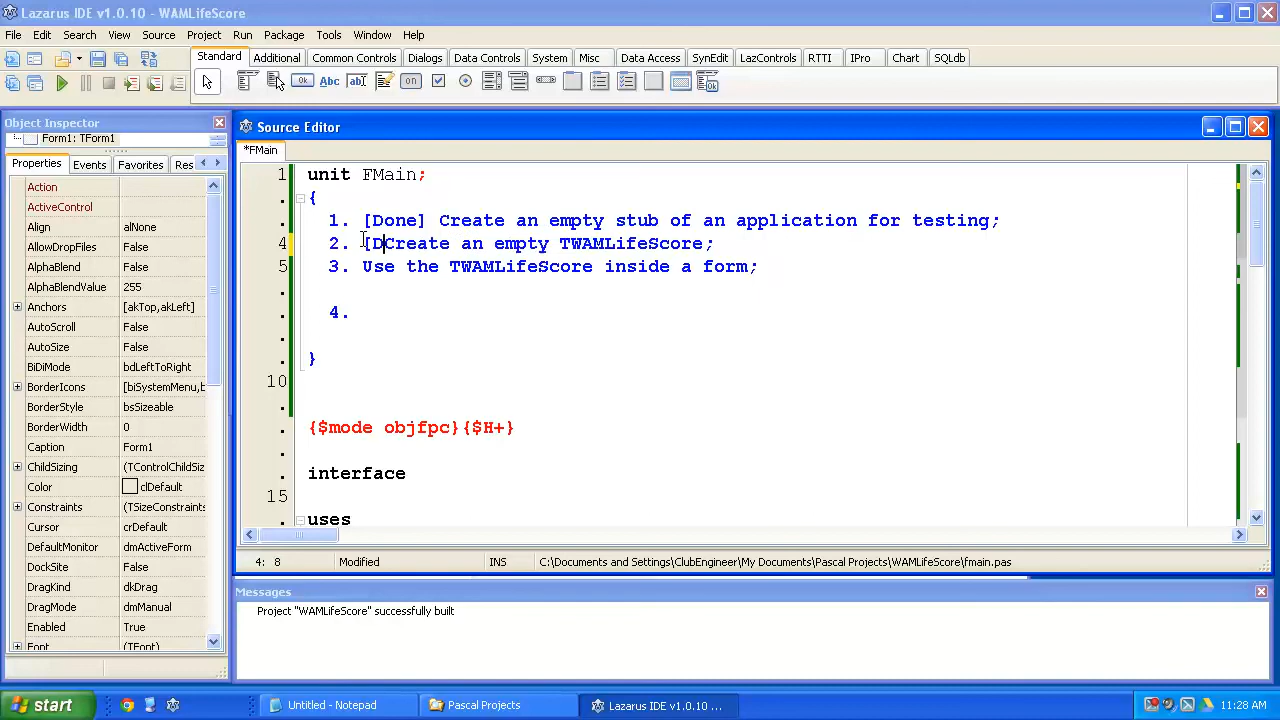 Lazarus IDE v1.0.10 - WAMLifeScore
File Edit Search View Source Project Run Package Tools Window Help
Standard Additional Common Controls Dialogs Data Controls System Misc Data Access SynEdit LazControls RTTI IPro Chart SQLdb
Ok Abc ab on Ok
Object Inspector
Form1: TForm1
Properties Events Favorites Res
Action
ActiveControl
Align alNone
AllowDropFiles False
AlphaBlend False
AlphaBlendValue 255
Anchors [akTop,akLeft]
AutoScroll False
AutoSize False
BiDiMode bdLeftToRight
BorderIcons [biSystemMenu,b
BorderStyle bsSizeable
BorderWidth 0
Caption Form1
ChildSizing (TControlChildSiz
Color clDefault
Constraints (TSizeConstraints
Cursor crDefault
DefaultMonitor dmActiveForm
DockSite False
DragKind dkDrag
DragMode dmManual
Enabled True
Font (TFont)
Source Editor
*FMain
1 unit FMain;
. {
. 1. [Done] Create an empty stub of an application for testing;
4 2. [DCreate an empty TWAMLifeScore;
5 3. Use the TWAMLifeScore inside a form;
.
. 4.
.
. }
10
.
. {$mode objfpc}{$H+}
.
. interface
15
. uses
4: 8 Modified INS C:\Documents and Settings\ClubEngineer\My Documents\Pascal Projects\WAMLifeScore\fmain.pas
Messages
Project "WAMLifeScore" successfully built
start Untitled - Notepad Pascal Projects Lazarus IDE v1.0.10 ... 11:28 AM